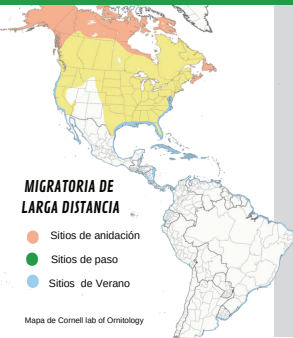 MIGRATORIA DE
LARGA DISTANCIA
Sitios de anidación
Sitios de paso
Sitios de Verano
Mapa de Cornell lab of Ornitology